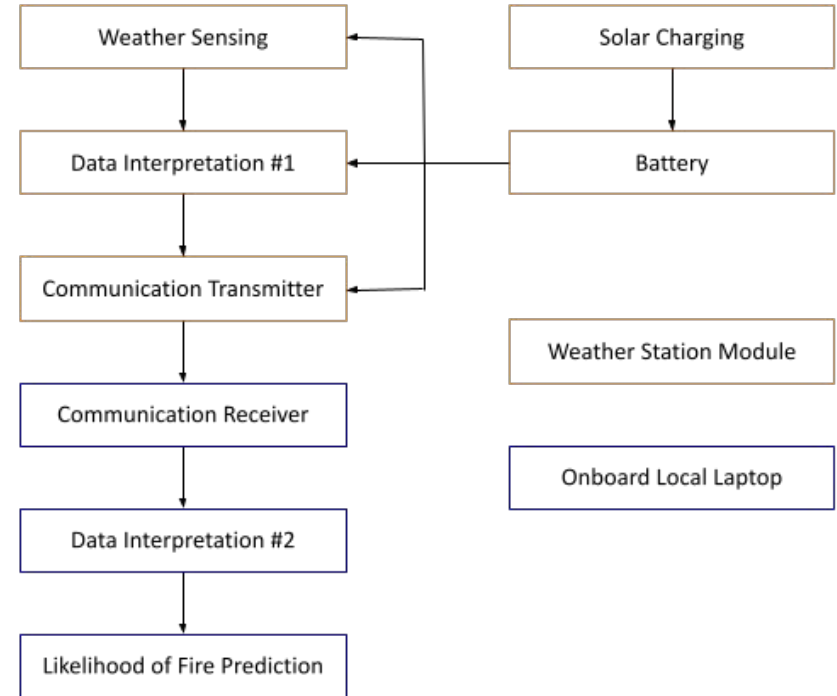 Weather Sensing
Solar Charging
Data Interpretation #1
Battery
Communication Transmitter
Weather Station Module
Communication Receiver
Onboard Local Laptop
Data Interpretation #2
Likelihood of Fire Prediction